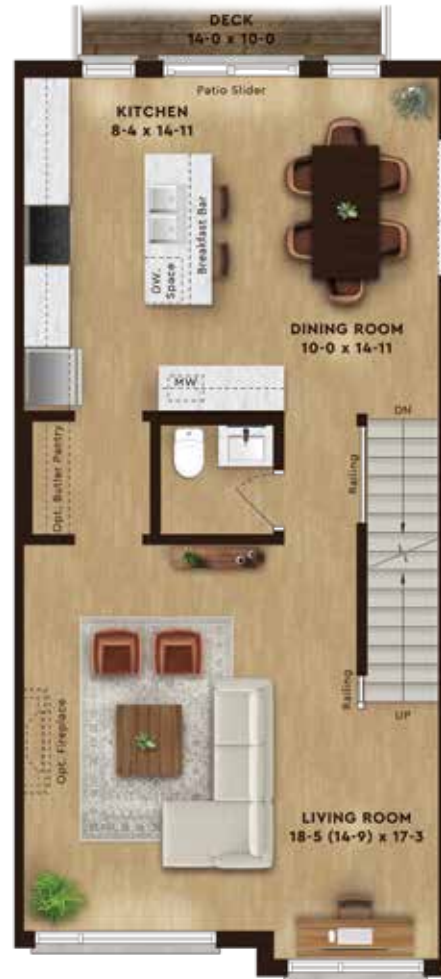 DECK
14-0 x 10-0
Patio Slider
KITCHEN
8-4 x 14-11
Breakfast Bar
DW.
Space
DINING ROOM
10-0 x 14-11
MW
DN
Railing
Opt. Butler Pantry
Railing
UP
Opt. Fireplace
LIVING ROOM
18-5 (14-9) x 17-3